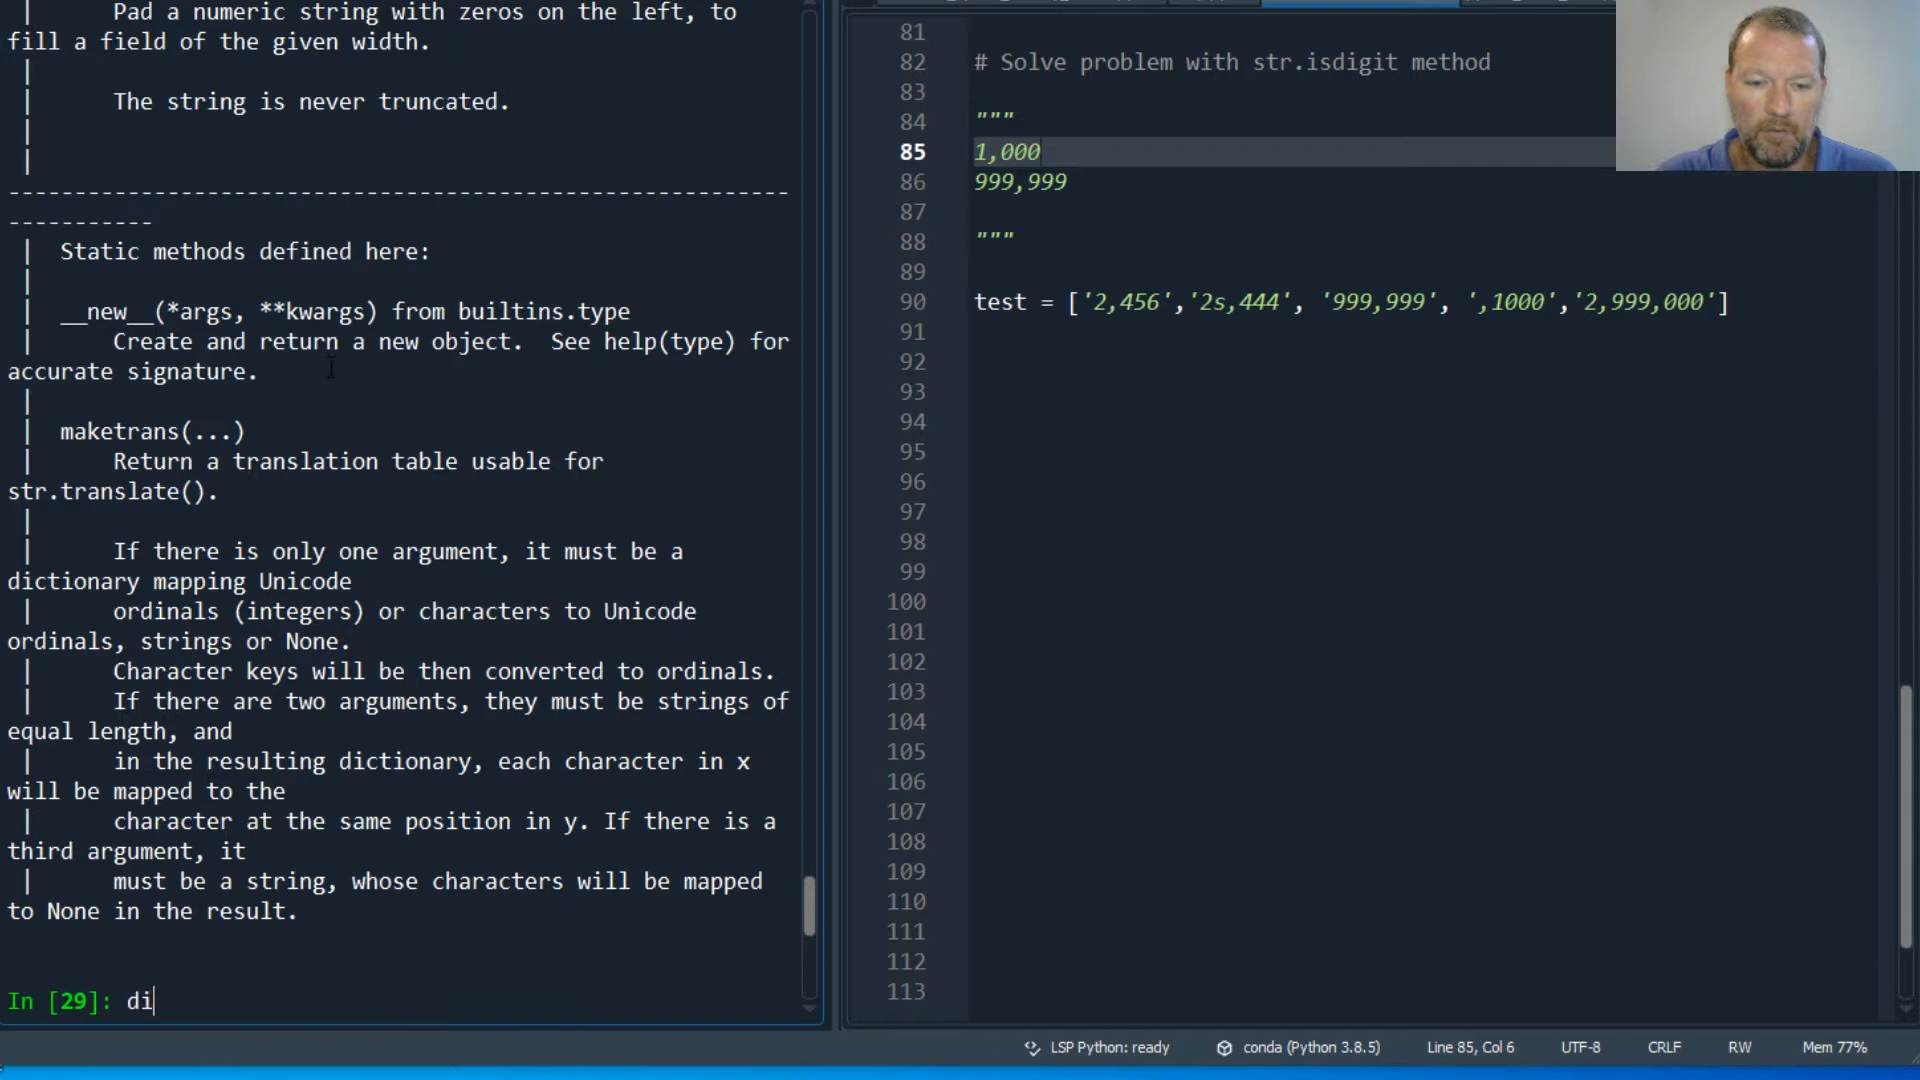 |      Pad a numeric string with zeros on the left, to
fill a field of the given width.
|
|      The string is never truncated.
|
|
-----------------------------------------------------------
-----------
|  Static methods defined here:
|
|  __new__(*args, **kwargs) from builtins.type
|      Create and return a new object.  See help(type) for
accurate signature.
|
|  maketrans(...)
|      Return a translation table usable for
str.translate().
|
|      If there is only one argument, it must be a
dictionary mapping Unicode
|      ordinals (integers) or characters to Unicode
ordinals, strings or None.
|      Character keys will be then converted to ordinals.
|      If there are two arguments, they must be strings of
equal length, and
|      in the resulting dictionary, each character in x
will be mapped to the
|      character at the same position in y. If there is a
third argument, it
|      must be a string, whose characters will be mapped
to None in the result.
In [29]: di
81
82 # Solve problem with str.isdigit method
83
84 """
85 1,000
86 999,999
87
88 """
89
90 test = ['2,456','2s,444', '999,999', ',1000','2,999,000']
91
92
93
94
95
96
97
98
99
100
101
102
103
104
105
106
107
108
109
110
111
112
113
LSP Python: ready
conda (Python 3.8.5)
Line 85, Col 6
UTF-8
CRLF
RW
Mem 77%